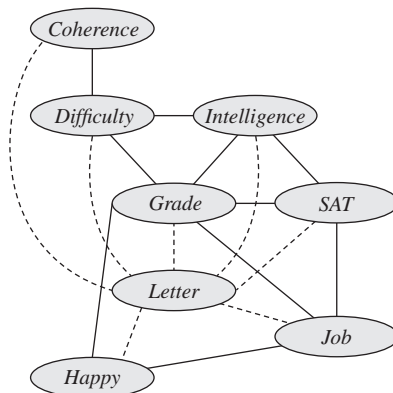 Coherence
Difficulty
Intelligence
Grade
SAT
Letter
Job
Happy